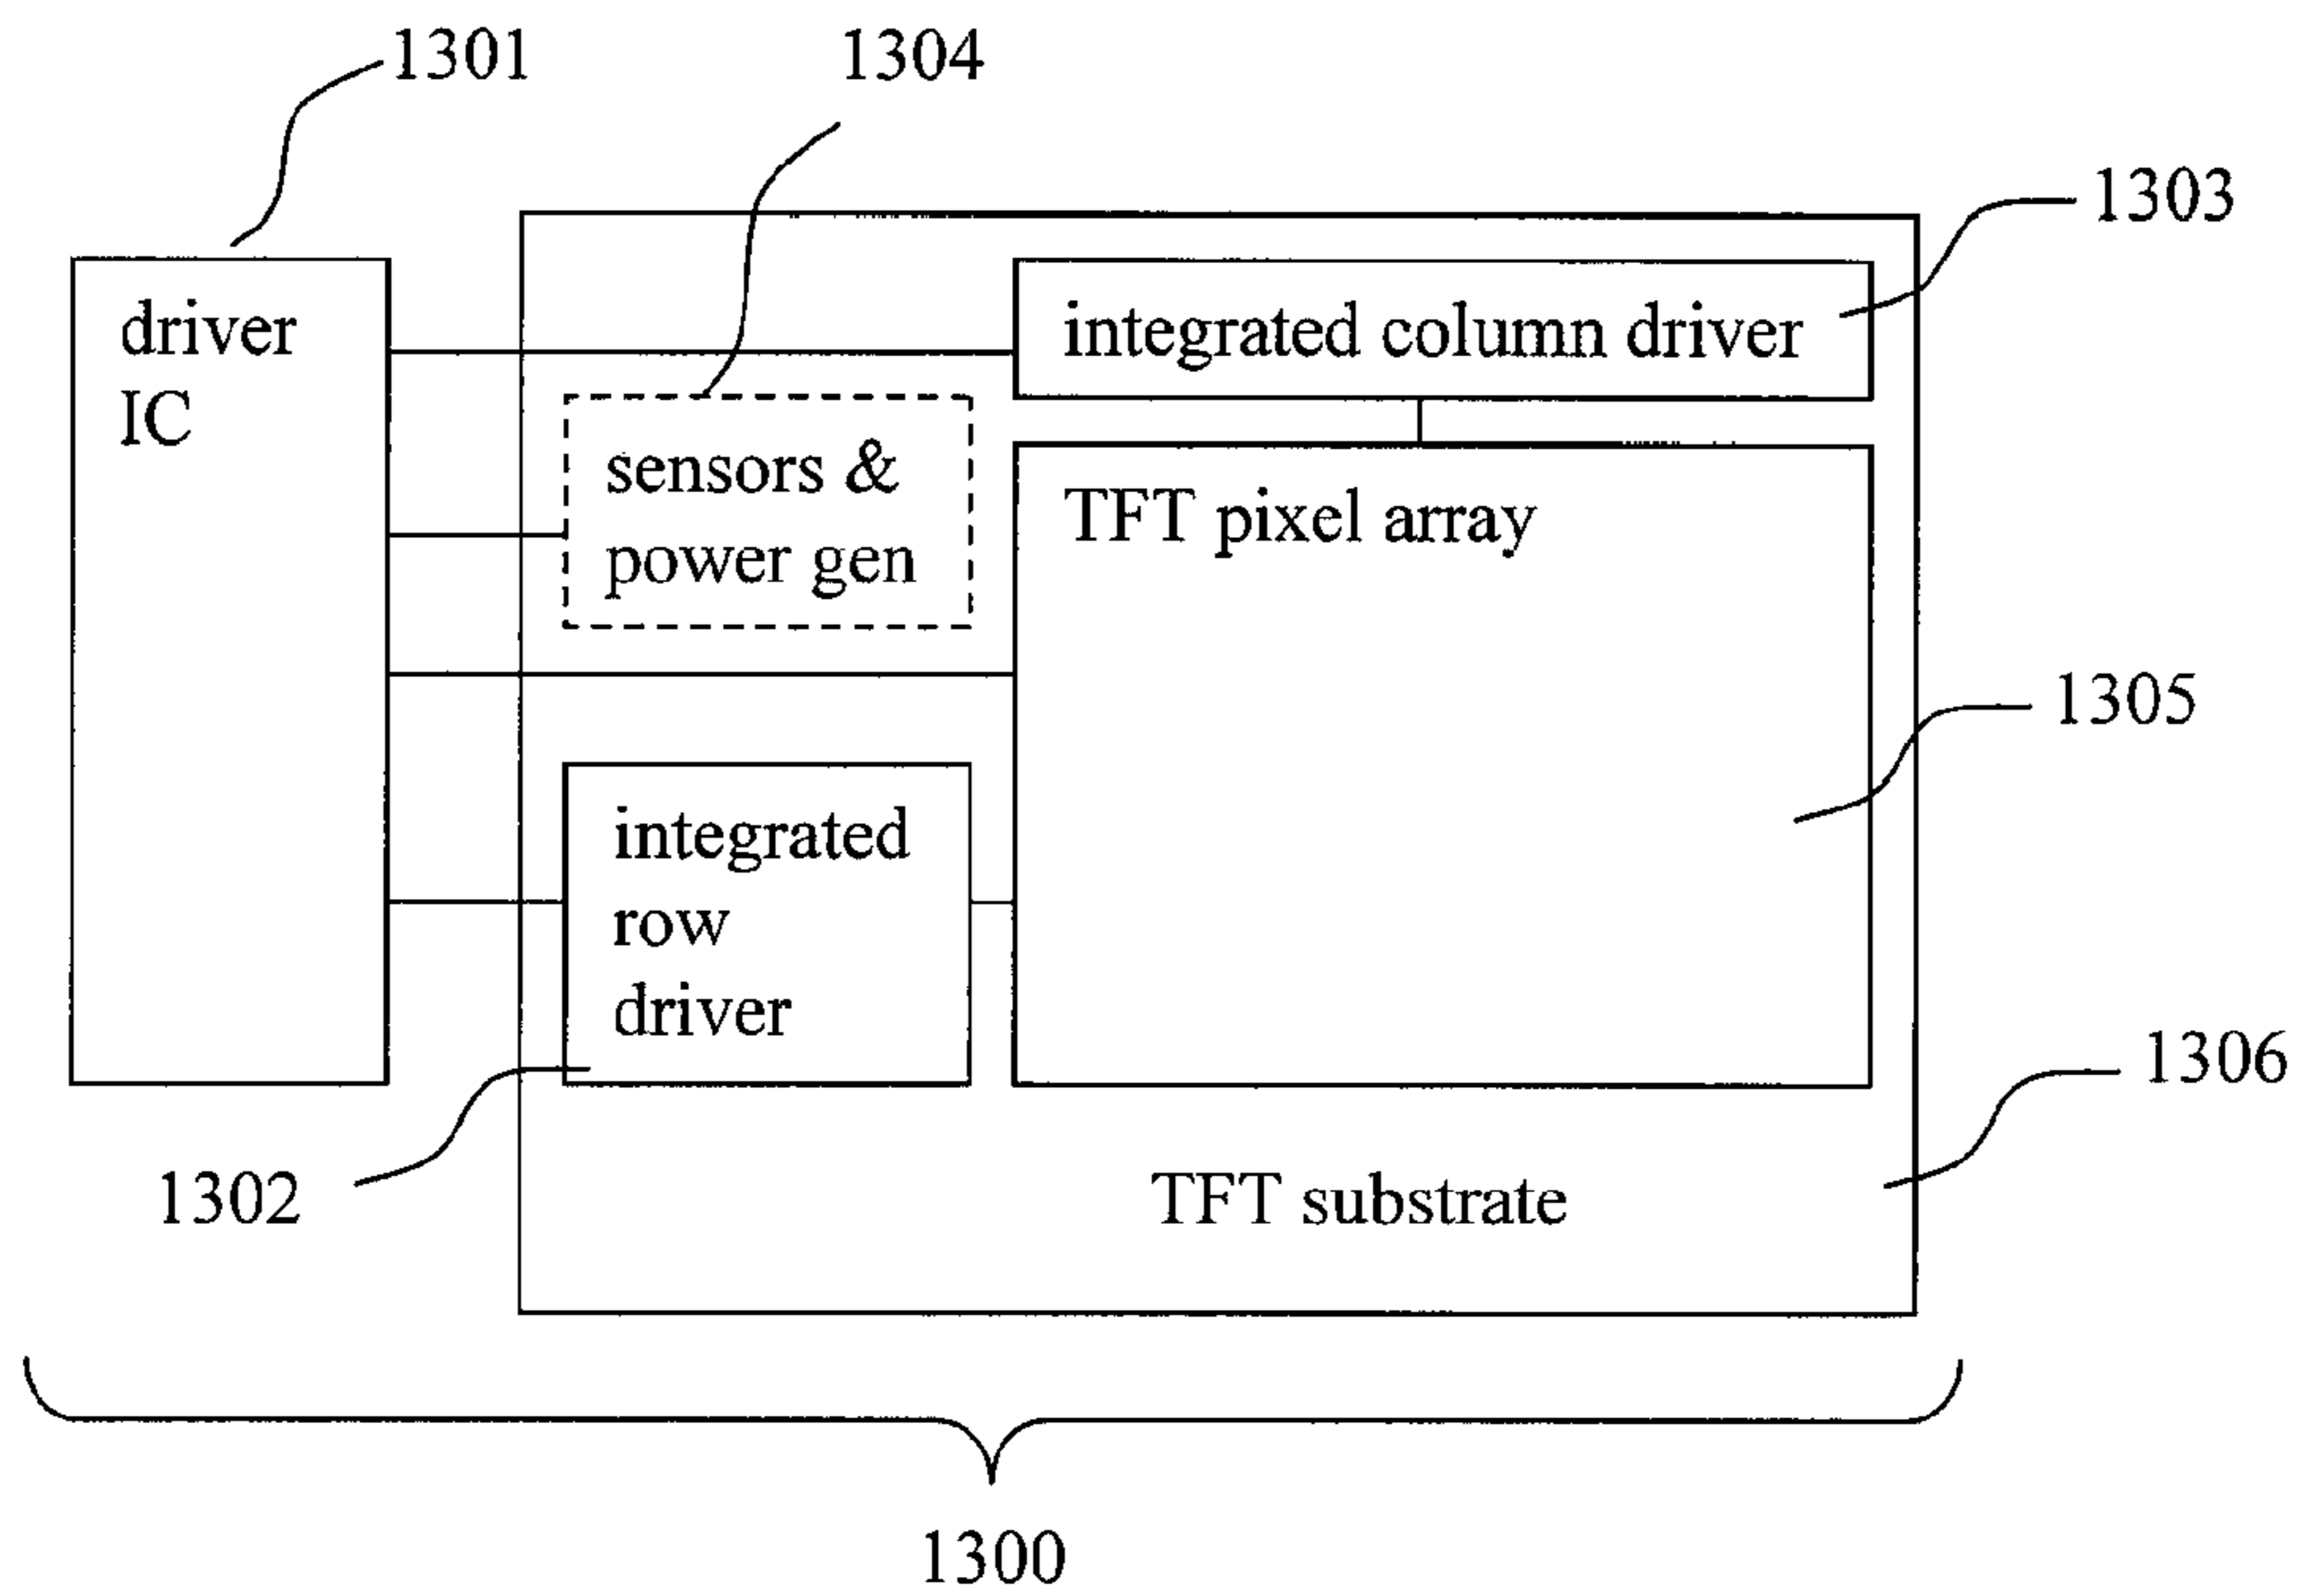 1301
1304
1303
driver
IC
integrated column driver
sensors &
power gen
TFT pixel array
1305
integrated
row
driver
1306
1302
TFT substrate
1300